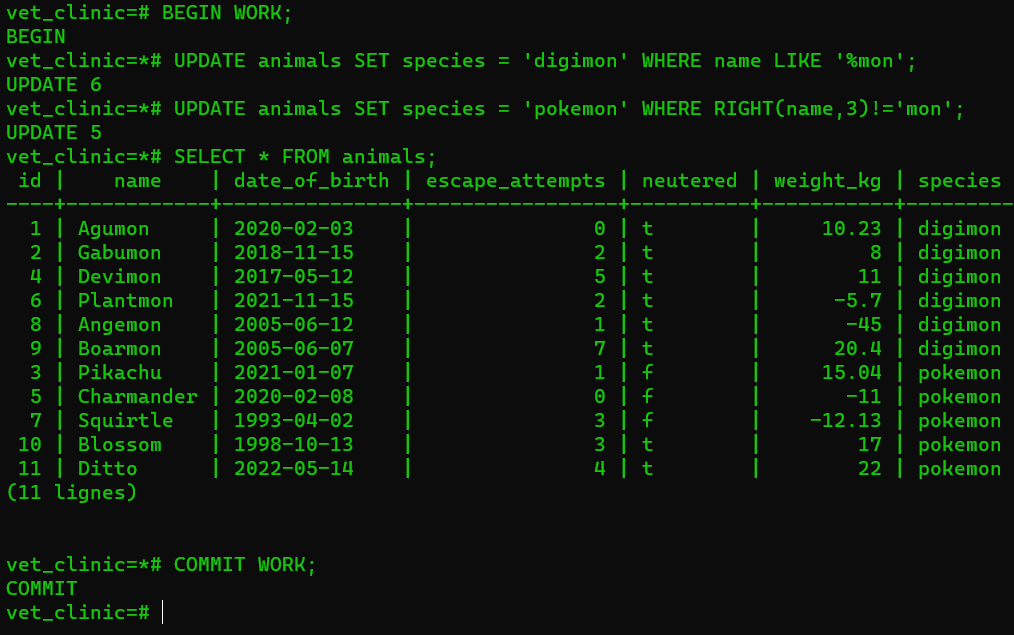 vet_clinic=# BEGIN WORK;
BEGIN
vet_clinic=*# UPDATE animals SET species = 'digimon' WHERE name LIKE '%mon';
UPDATE 6
vet_clinic=*# UPDATE animals SET species = 'pokemon' WHERE RIGHT(name,3)!='mon';
UPDATE 5
vet_clinic=*# SELECT * FROM animals;
 id |    name    | date_of_birth | escape_attempts | neutered | weight_kg | species
----+------------+---------------+-----------------+----------+-----------+---------
  1 | Agumon     | 2020-02-03    |               0 | t        |     10.23 | digimon
  2 | Gabumon    | 2018-11-15    |               2 | t        |         8 | digimon
  4 | Devimon    | 2017-05-12    |               5 | t        |        11 | digimon
  6 | Plantmon   | 2021-11-15    |               2 | t        |      -5.7 | digimon
  8 | Angemon    | 2005-06-12    |               1 | t        |       -45 | digimon
  9 | Boarmon    | 2005-06-07    |               7 | t        |      20.4 | digimon
  3 | Pikachu    | 2021-01-07    |               1 | f        |     15.04 | pokemon
  5 | Charmander | 2020-02-08    |               0 | f        |       -11 | pokemon
  7 | Squirtle   | 1993-04-02    |               3 | f        |    -12.13 | pokemon
 10 | Blossom    | 1998-10-13    |               3 | t        |        17 | pokemon
 11 | Ditto      | 2022-05-14    |               4 | t        |        22 | pokemon
(11 lignes)
vet_clinic=*# COMMIT WORK;
COMMIT
vet_clinic=#